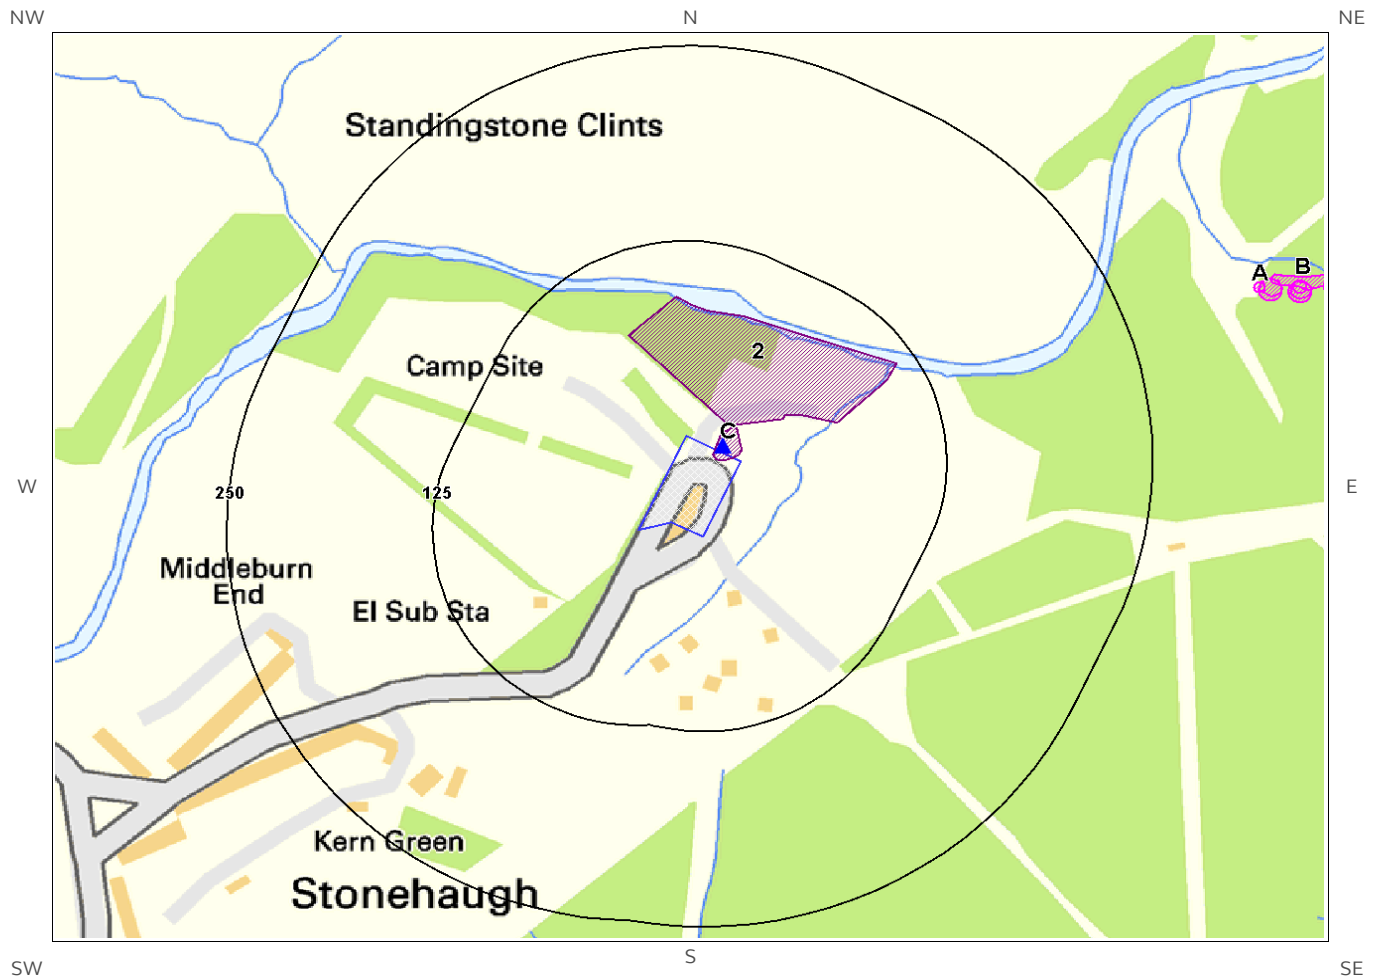 NW
N
NE
Standingstone Clints
A
B
2
Camp Site
C
W
E
250
125
Middleburn
End
El Sub Sta
Kern Green
Stonehaugh
SW
S
SE